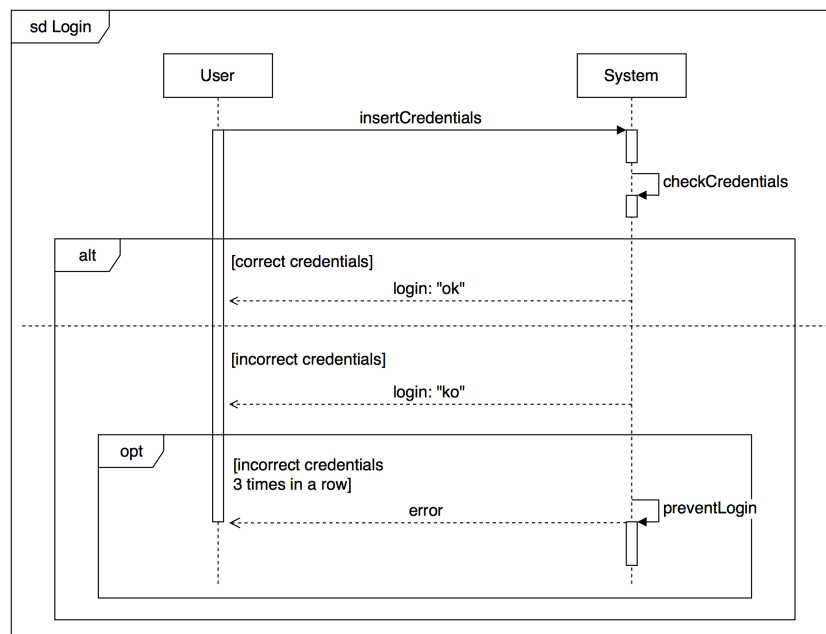 sd Login
User
System
insertCredentials
checkCredentials
alt
[correct credentials]
login: "ok"
[incorrect credentials]
login: "ko"
opt
[incorrect credentials
3 times in a row]
error
preventLogin